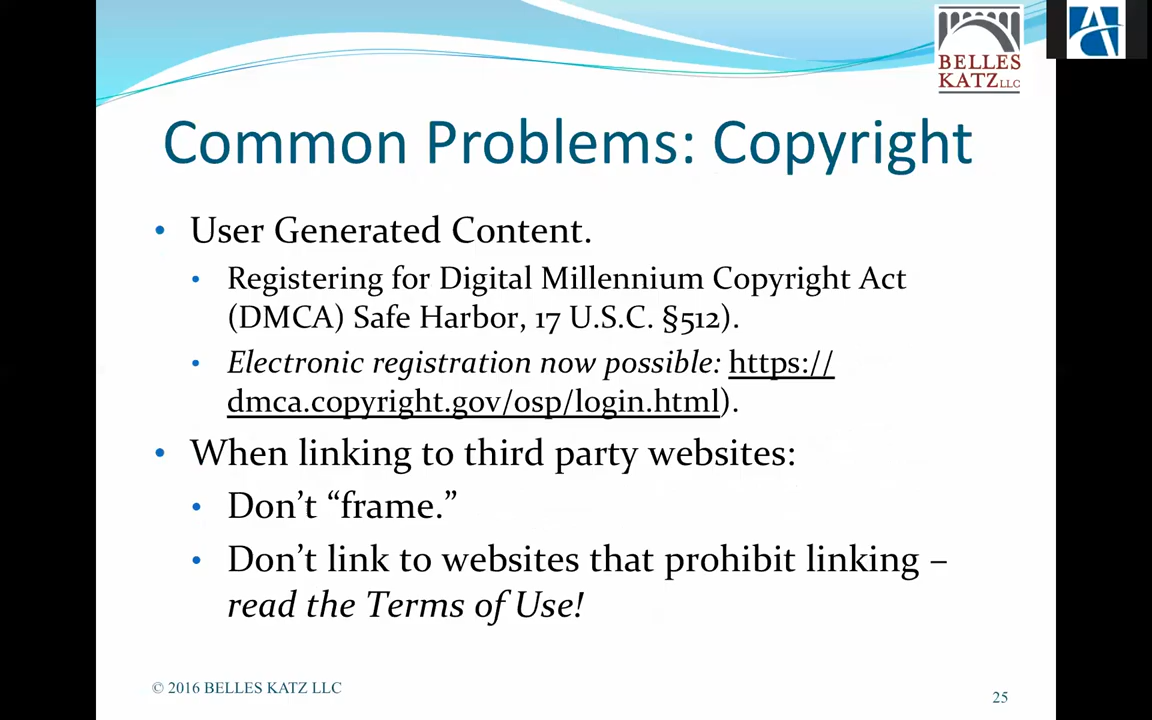 BELLES
KATZ LLC
Common Problems: Copyright
• User Generated Content.
• Registering for Digital Millennium Copyright Act
(DMCA) Safe Harbor, 17 U.S.C. §512).
• Electronic registration now possible: https://
dmca.copyright.gov/osp/login.html).
• When linking to third party websites:
• Don’t “frame.”
• Don’t link to websites that prohibit linking –
read the Terms of Use!
© 2016 BELLES KATZ LLC
25